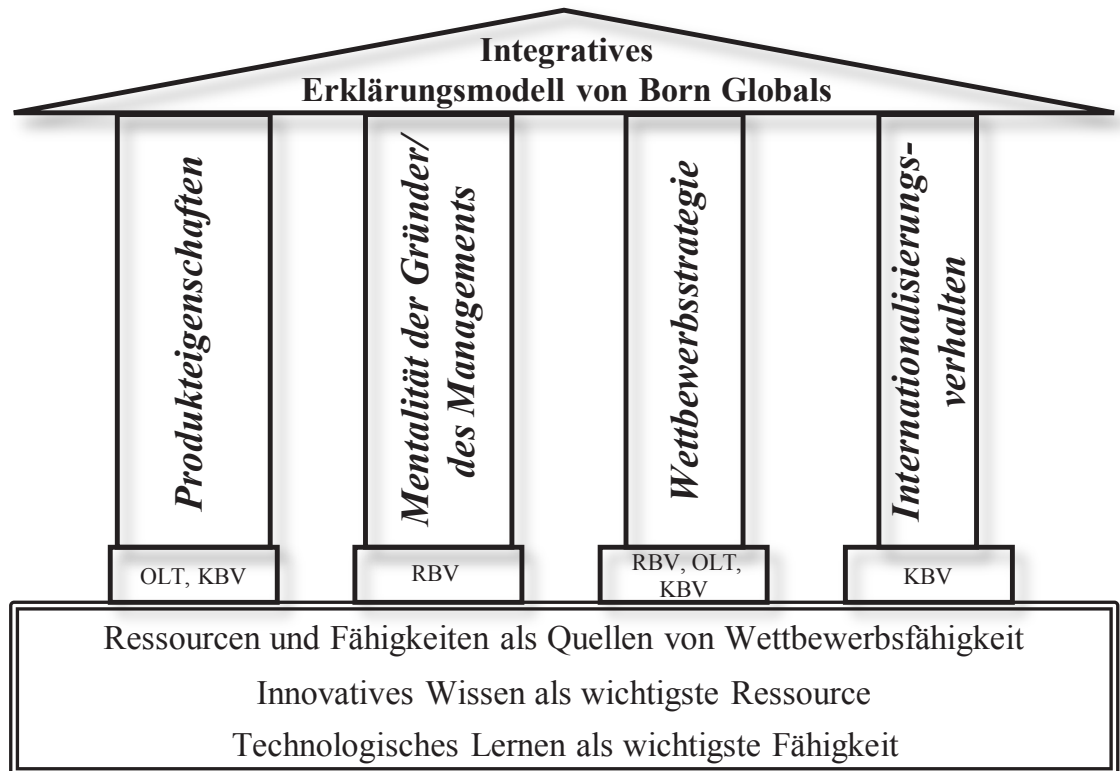 Integratives
Erklärungsmodell von Born Globals
Produkteigenschaften
Mentalität der Gründer/
des Managements
Wettbewerbsstrategie
Internationalisierungs-
verhalten
OLT, KBV
RBV
RBV, OLT,
KBV
KBV
Ressourcen und Fähigkeiten als Quellen von Wettbewerbsfähigkeit
Innovatives Wissen als wichtigste Ressource
Technologisches Lernen als wichtigste Fähigkeit